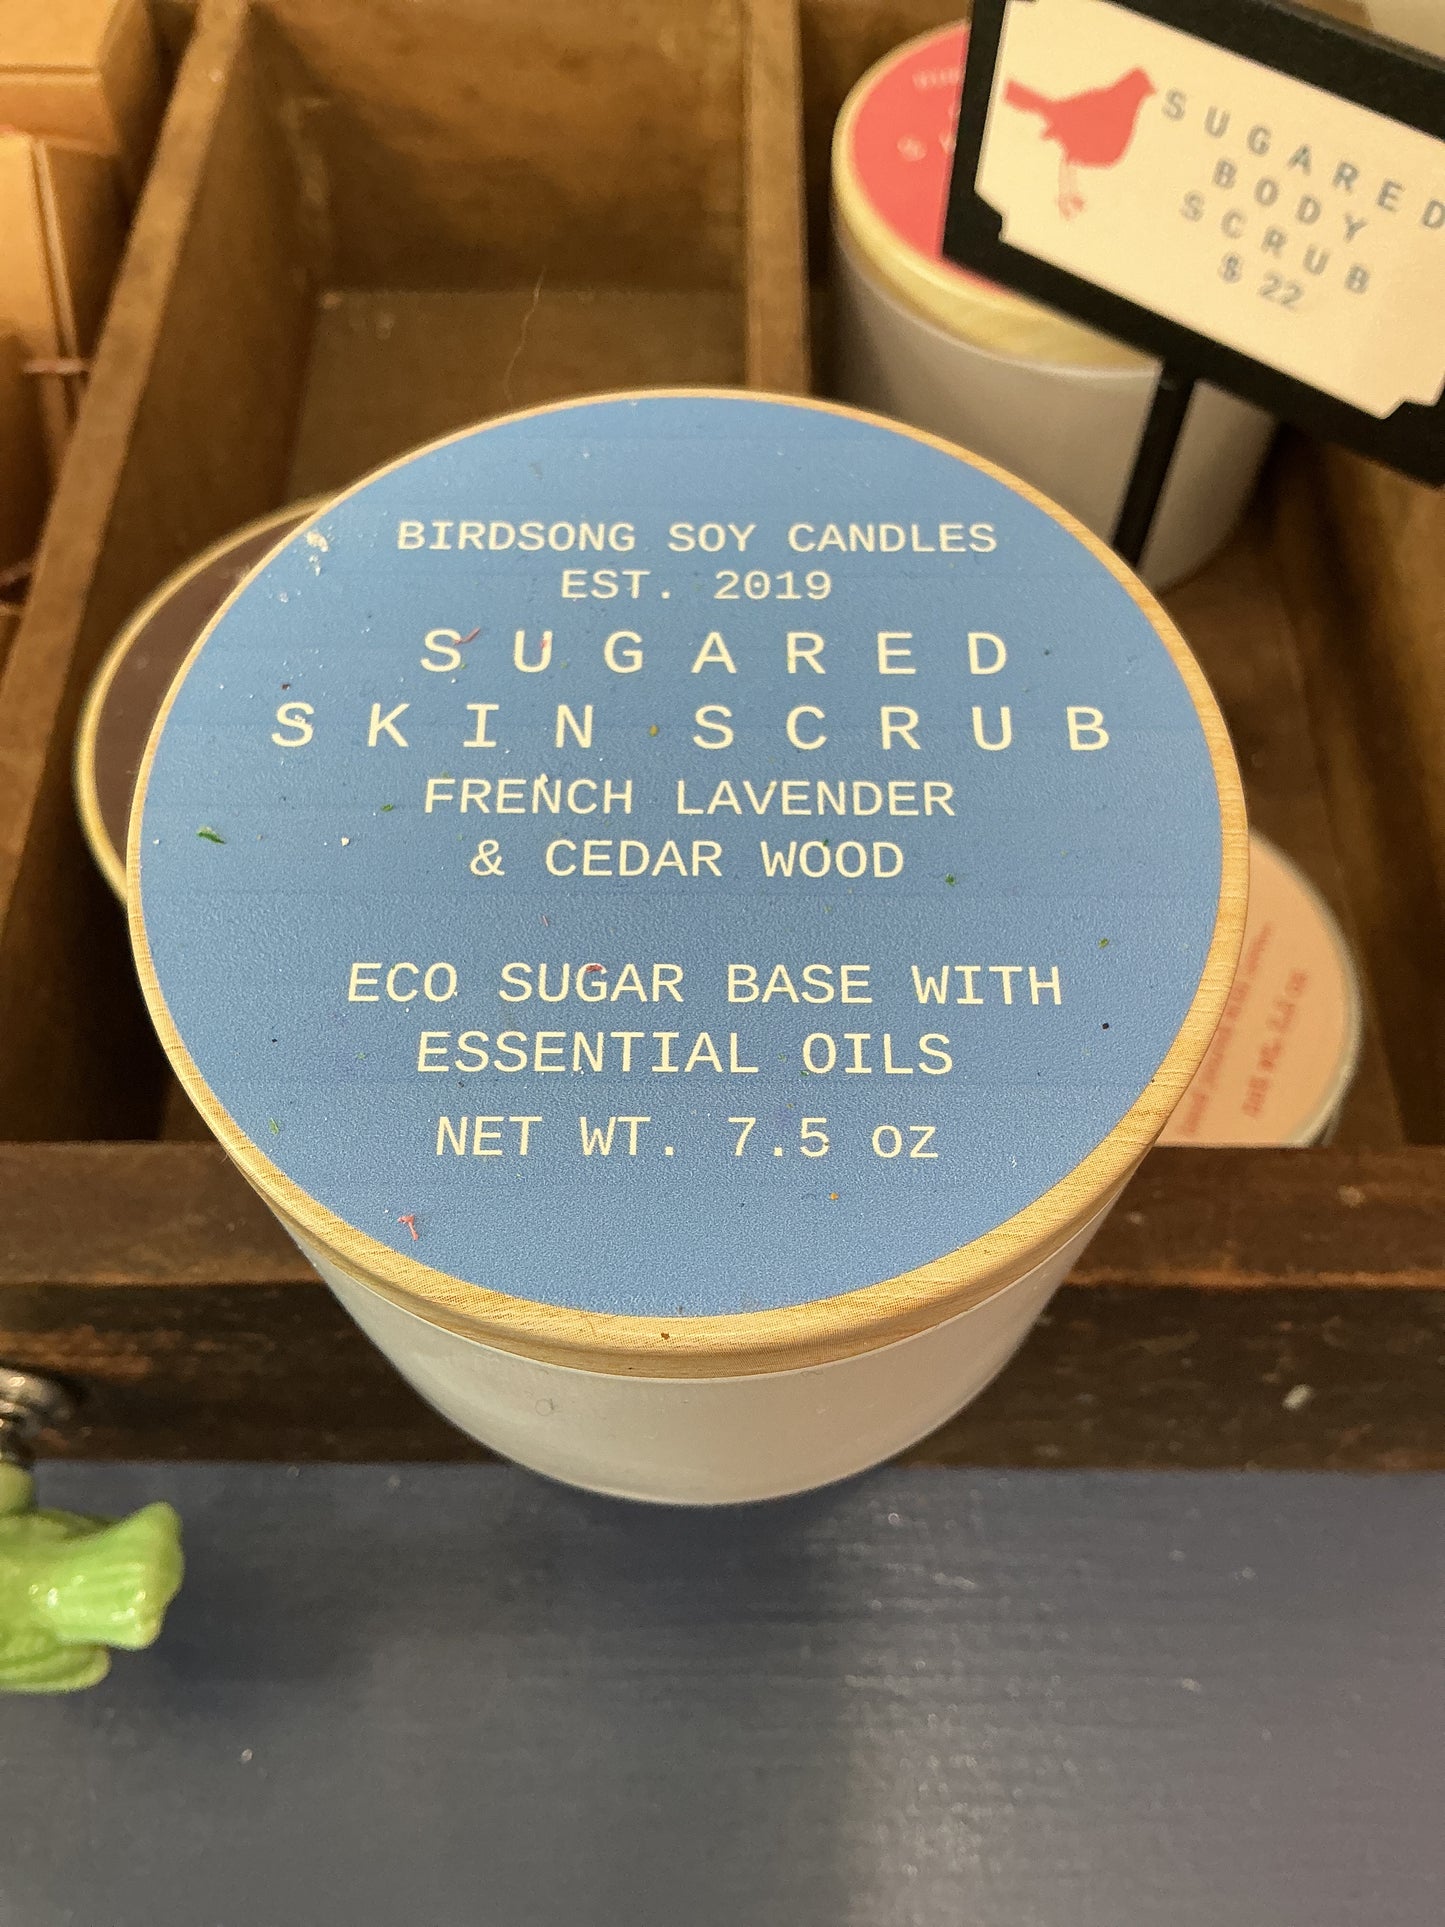 SUGARED
BODY
SCRUB
$ 22
BIRDSONG SOY CANDLES
EST. 2019
SUGARED
SKIN SCRUB
FRENCH LAVENDER
& CEDAR WOOD
ECO SUGAR BASE WITH
ESSENTIAL OILS
NET WT. 7.5 oz